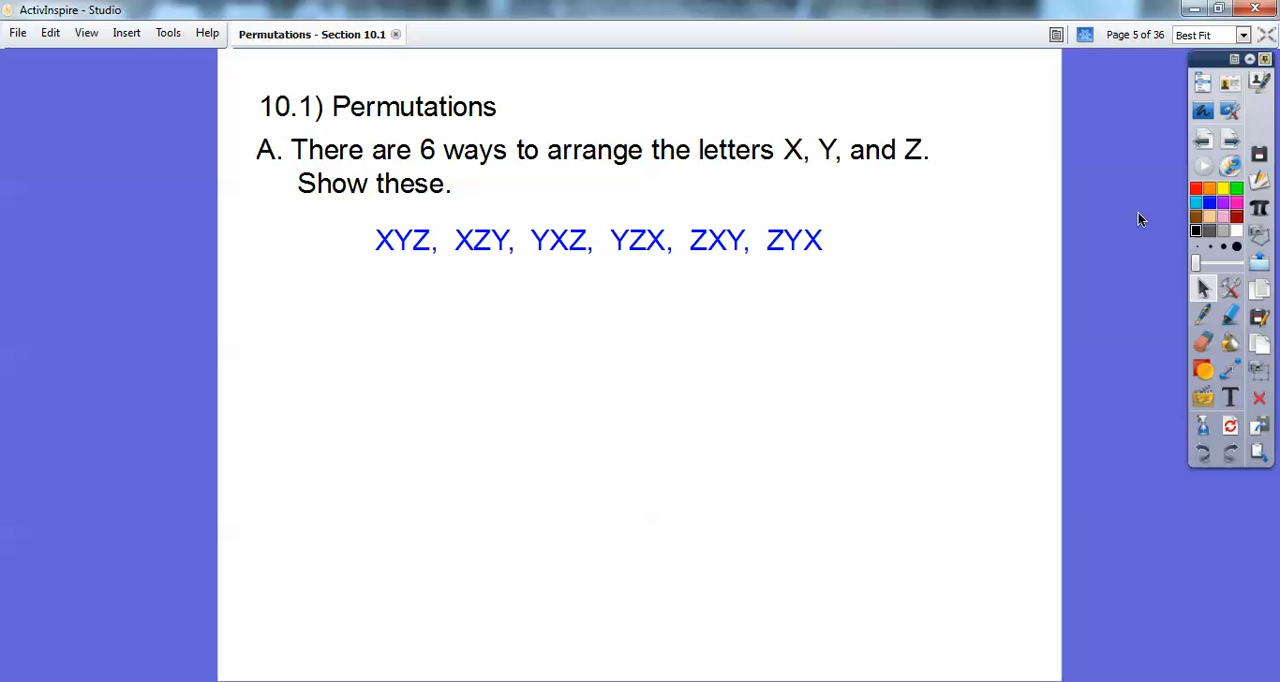 ActivInspire - Studio
File Edit View Insert Tools Help
Permutations - Section 10.1
Page 5 of 36
Best Fit
10.1) Permutations
A. There are 6 ways to arrange the letters X, Y, and Z.
Show these.
XYZ, XZY, YXZ, YZX, ZXY, ZYX